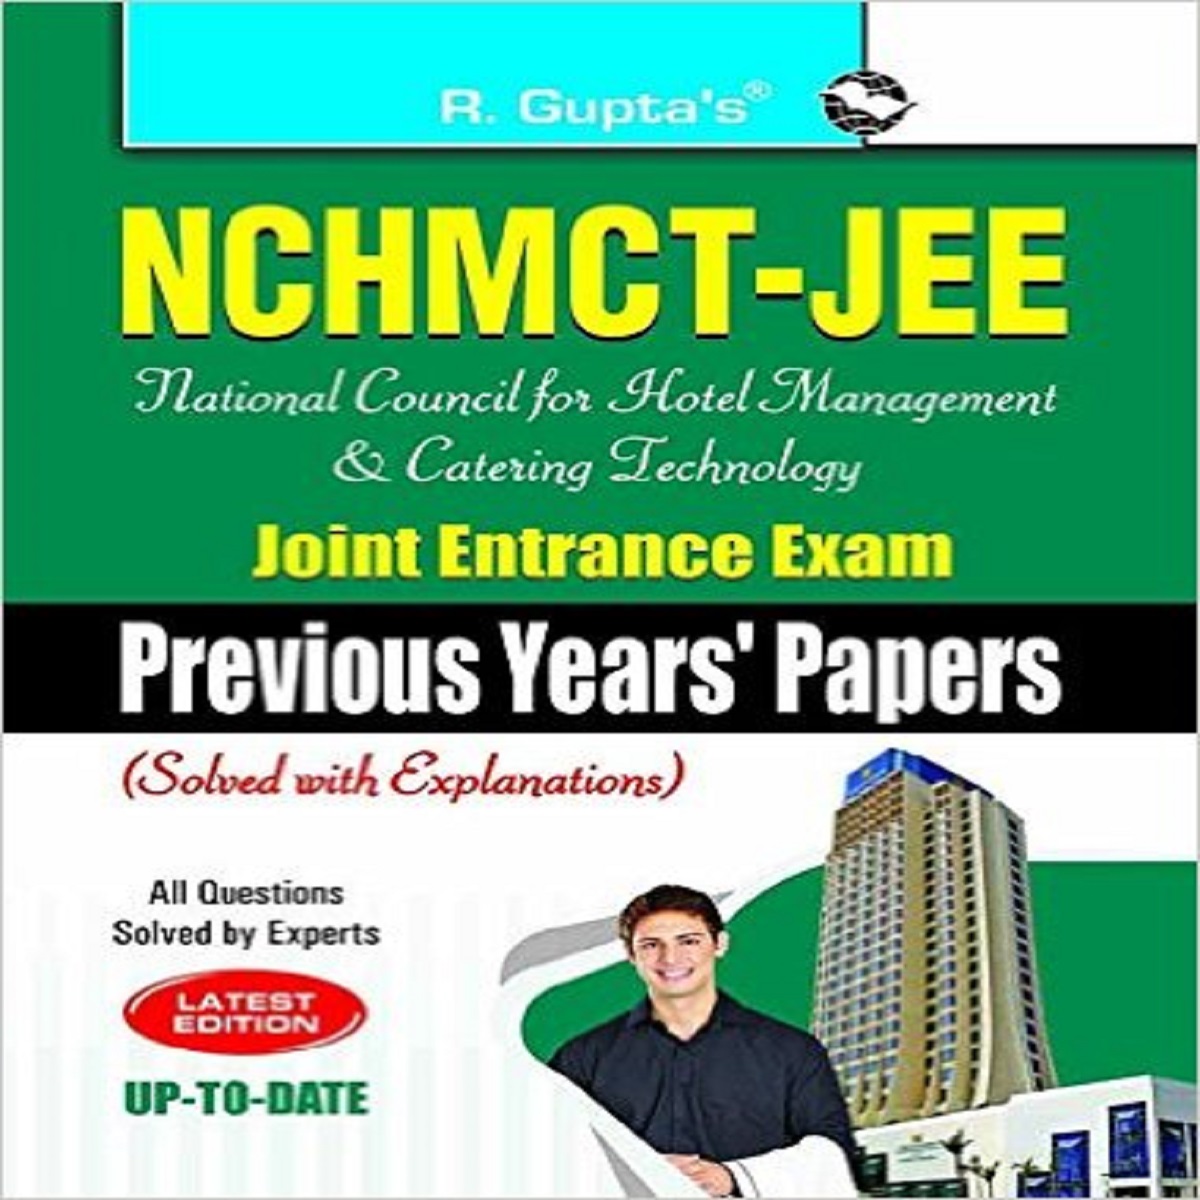 R. Gupta's®
NCHMCT-JEE
National Council for Hotel Management
& Catering Technology
Joint Entrance Exam
Previous Years' Papers
(Solved with Explanations)
All Questions
Solved by Experts
LATEST
EDITION
UP-TO-DATE